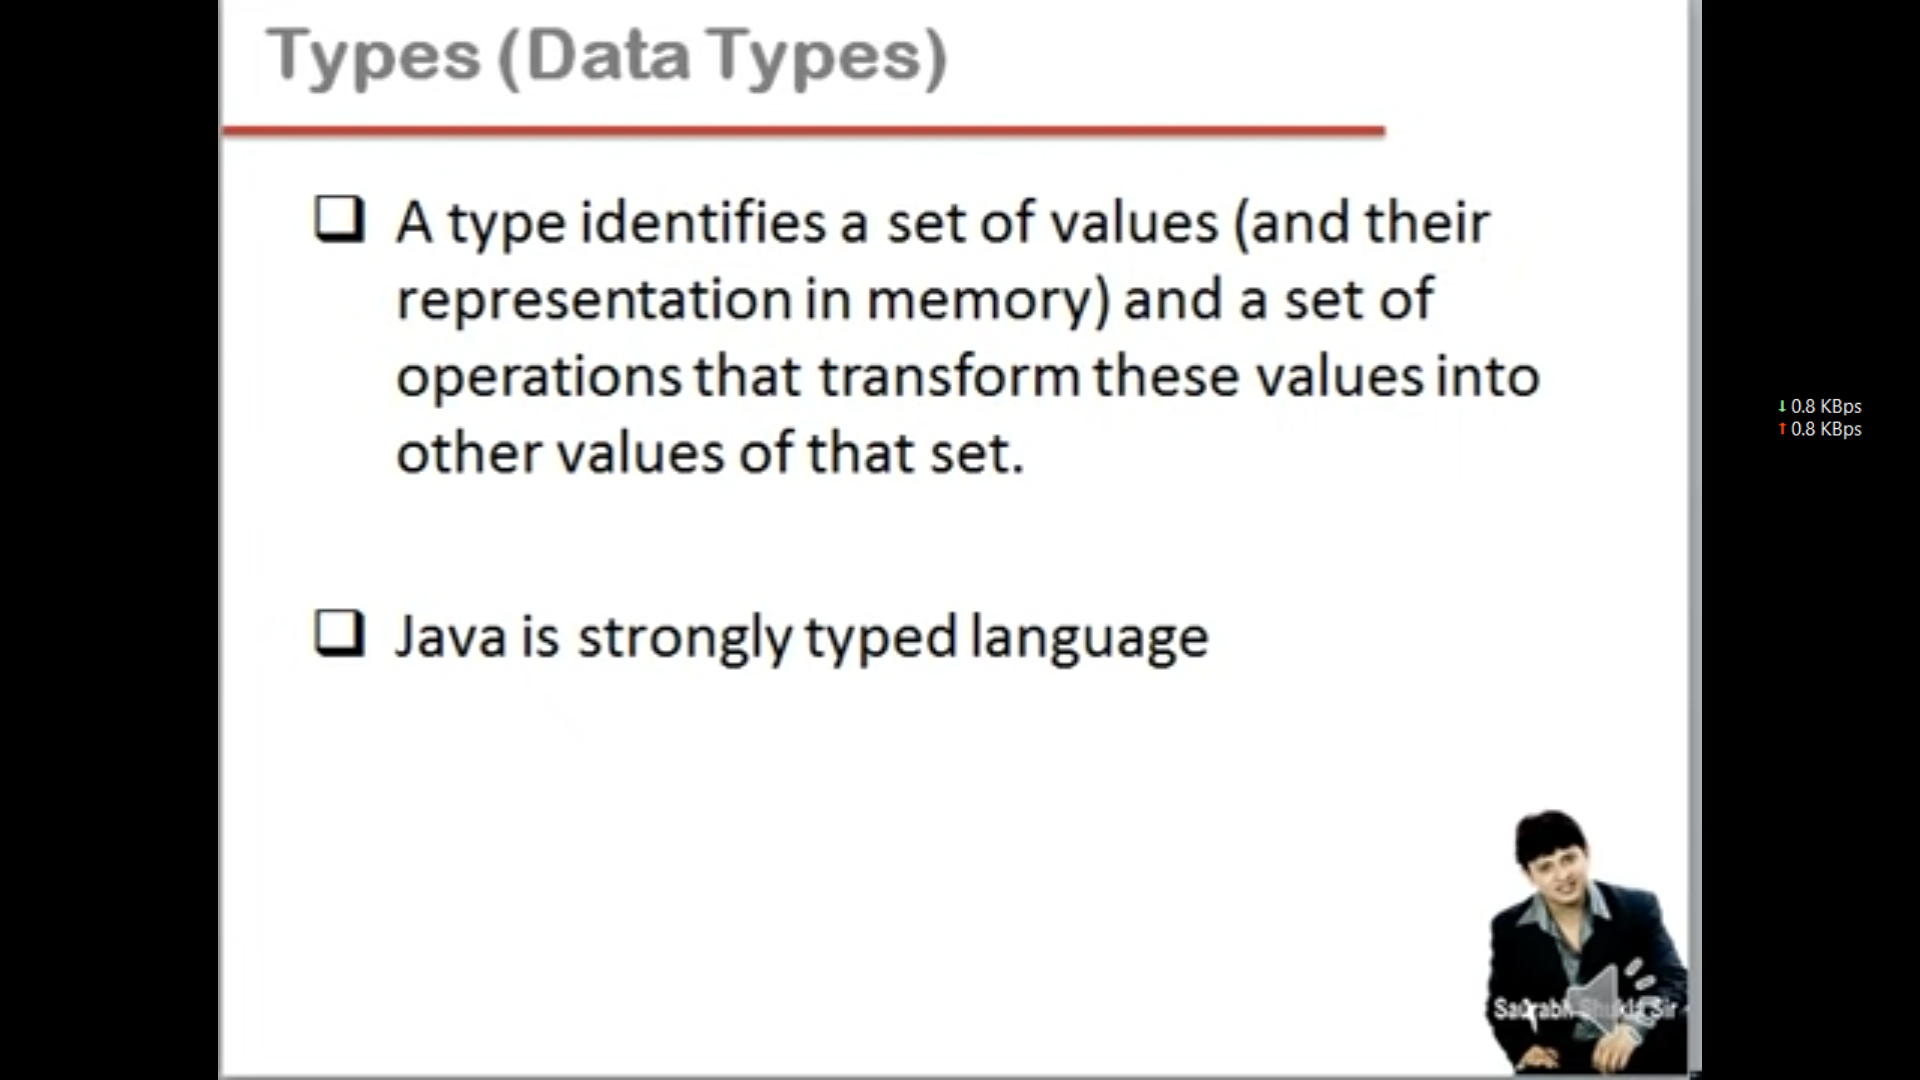 Types (Data Types)
A type identifies a set of values (and their
representation in memory) and a set of
operations that transform these values into
other values of that set.
Java is strongly typed language
↓ 0.8 KBps
↑ 0.8 KBps
Saurabh Shukla Sir